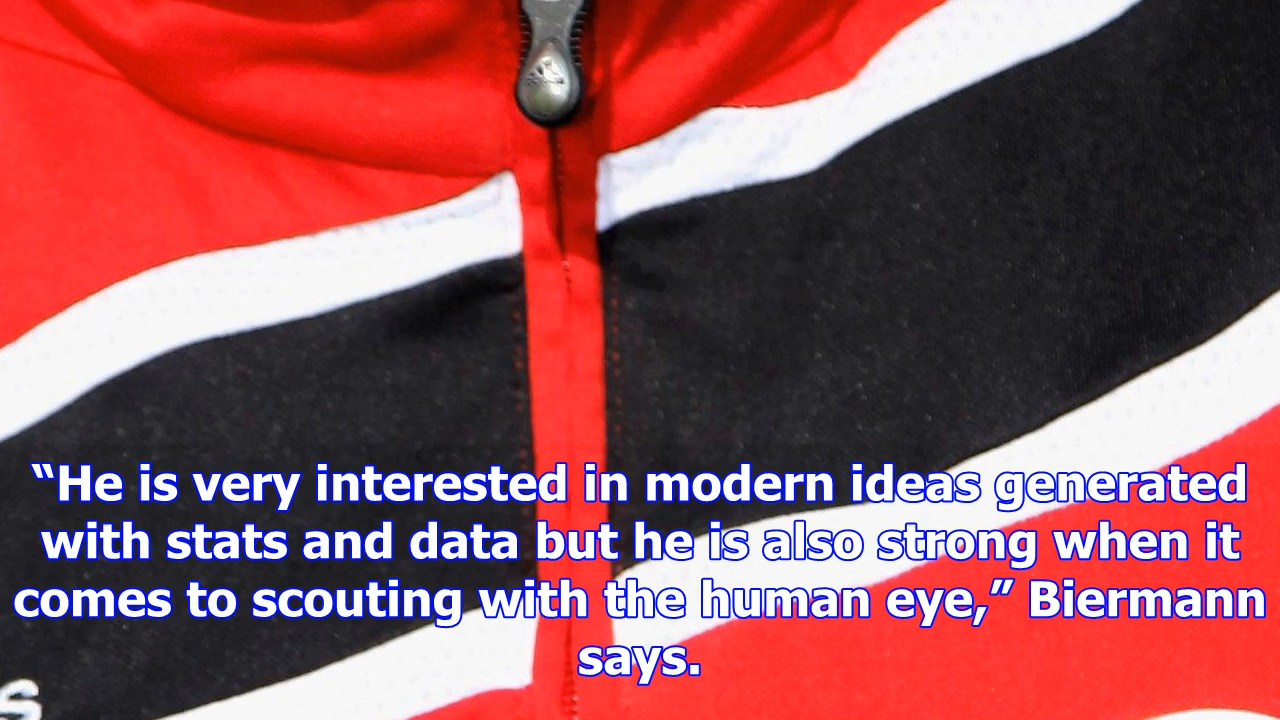 “He is very interested in modern ideas generated
with stats and data but he is also strong when it
comes to scouting with the human eye,” Biermann
says.
s